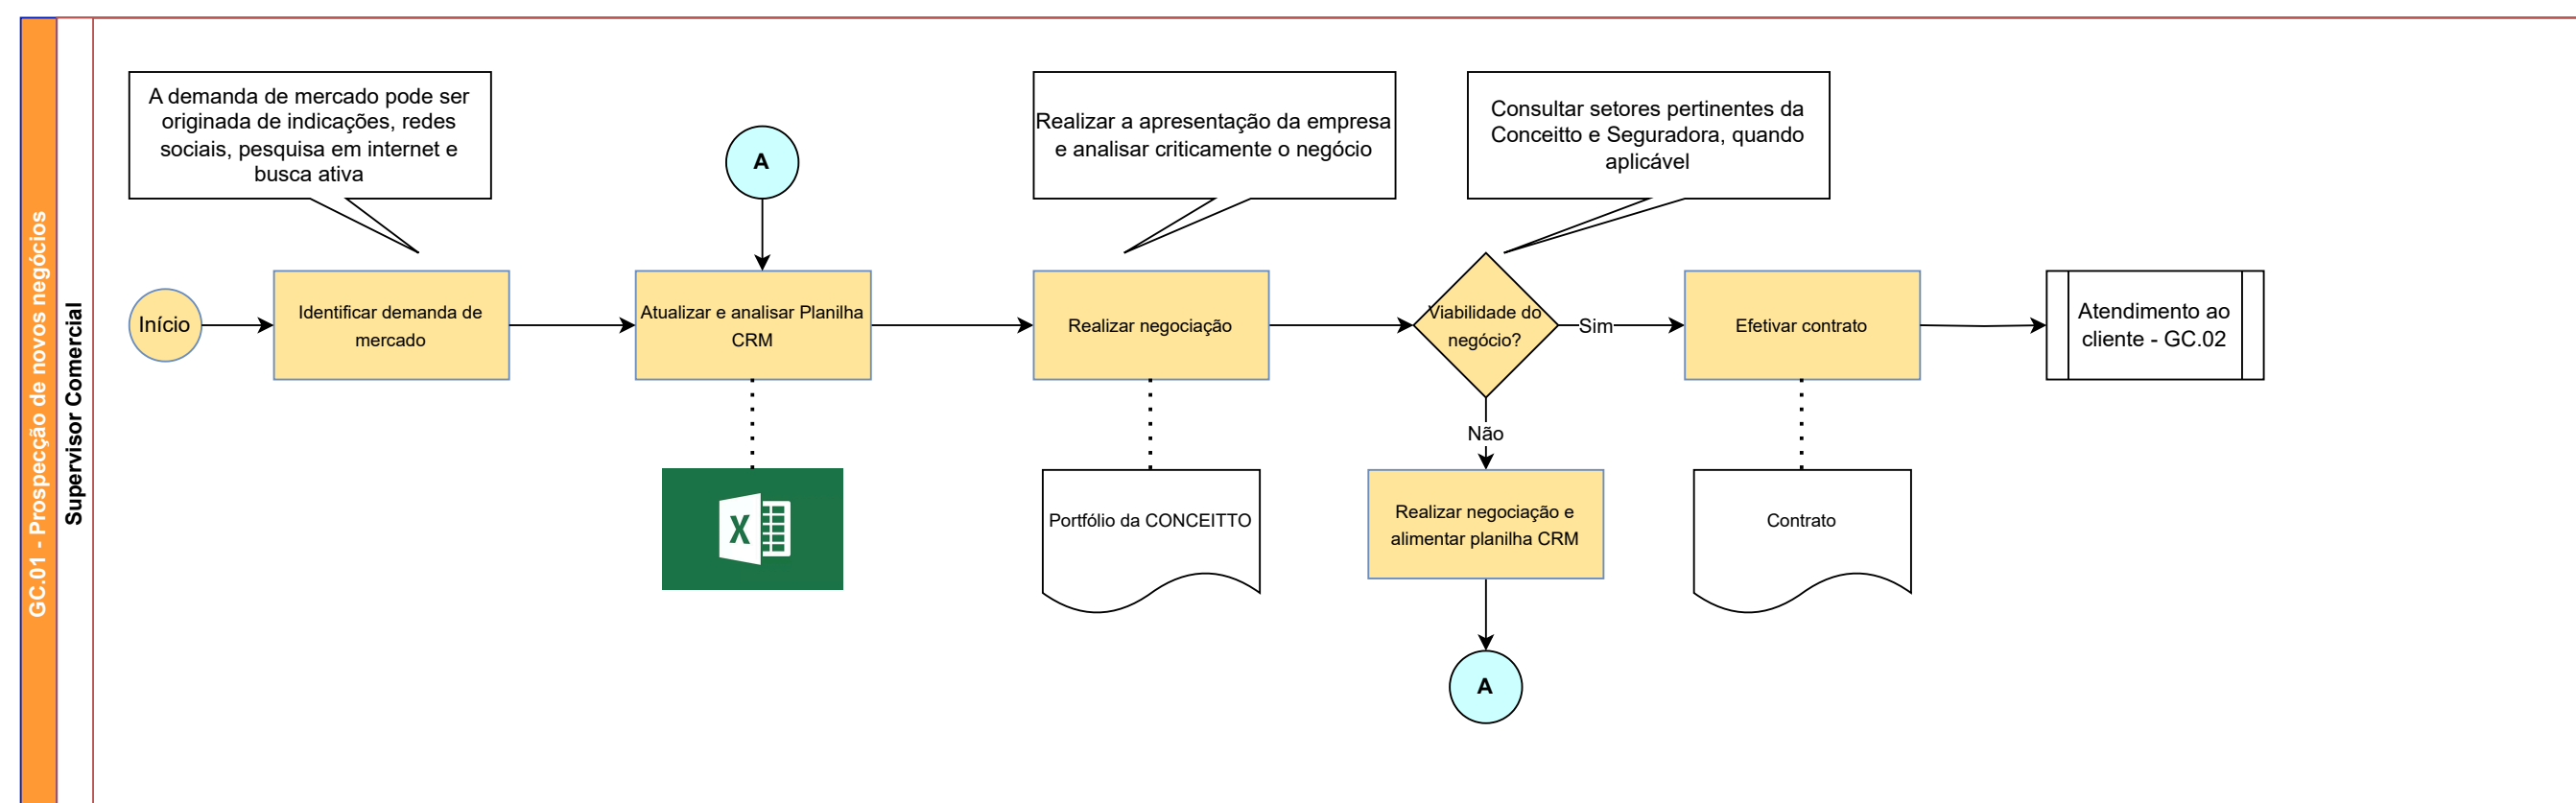 GC.01 - Prospecção de novos negócios
Supervisor Comercial
A demanda de mercado pode ser
originada de indicações, redes
sociais, pesquisa em internet e
busca ativa
A
Realizar a apresentação da empresa
e analisar criticamente o negócio
Consultar setores pertinentes da
Conceitto e Seguradora, quando
aplicável
Início
Identificar demanda de
mercado
Atualizar e analisar Planilha
CRM
Realizar negociação
Viabilidade do
negócio?
Sim
Efetivar contrato
Atendimento ao
cliente - GC.02
Não
X
Portfólio da CONCEITTO
Realizar negociação e
alimentar planilha CRM
Contrato
A